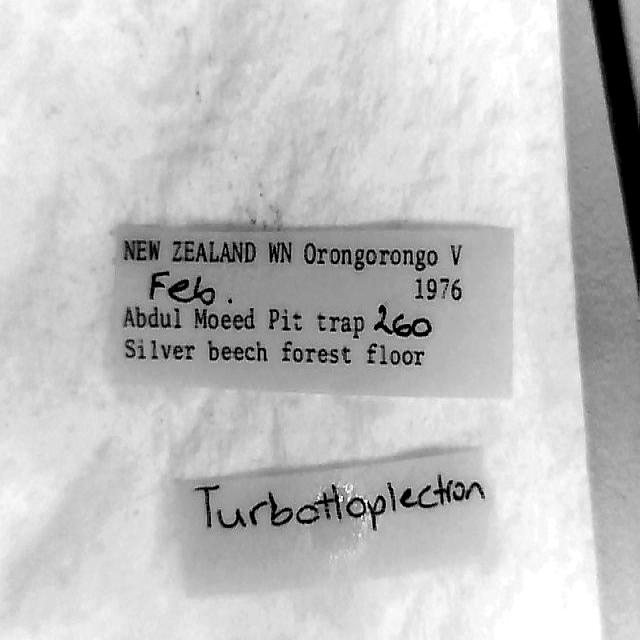 NEW ZEALAND WN Orongorongo V
Feb. 1976
Abdul Moeed Pit trap 260
Silver beech forest floor
Turbottoplectron